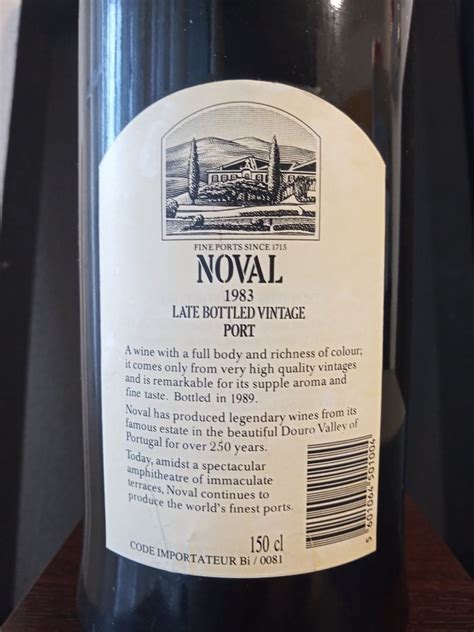 FINE PORTS SINCE 1715
NOVAL
1983
LATE BOTTLED VINTAGE
PORT
A wine with a full body and richness of colour;
it comes only from very high quality vintages
and is remarkable for its supple aroma and
fine taste. Bottled in 1989.
Noval has produced legendary wines from its
famous estate in the beautiful Douro Valley of
Portugal for over 250 years.
Today, amidst a spectacular
amphitheatre of immaculate
terraces, Noval continues to
produce the world's finest ports.
150 cl
CODE IMPORTATEUR Bi / 0081
5 601064 501004